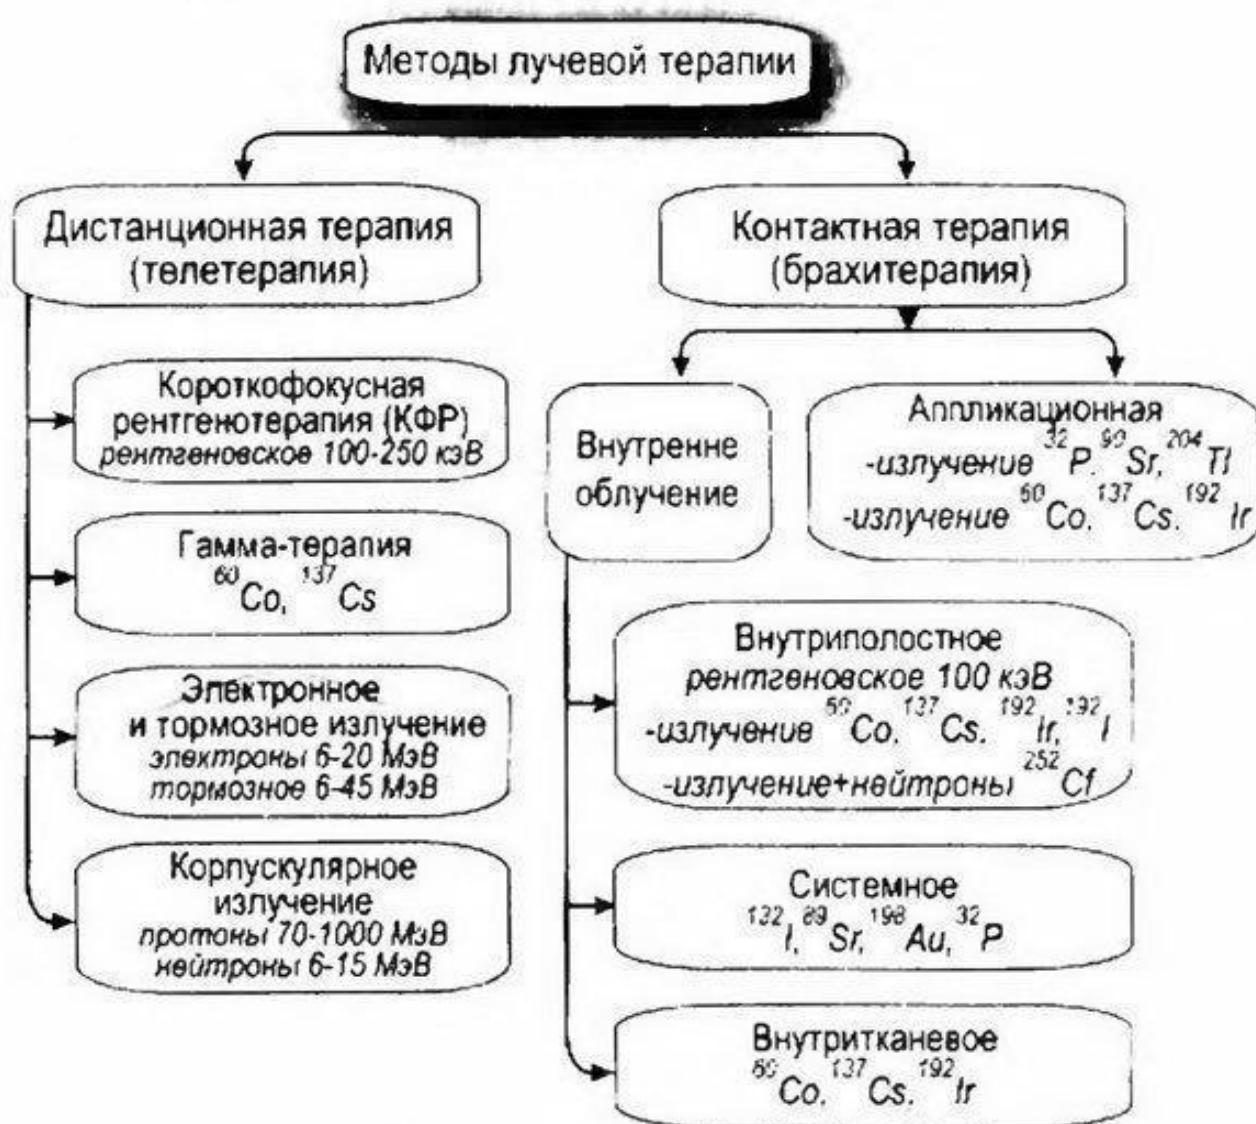 Методы лучевой терапии
Дистанционная терапия
(телетерапия)
Короткофокусная
рентгенотерапия (КФР)
рентгеновское 100-250 кэВ
Гамма-терапия
⁶⁰Co, ¹³⁷Cs
Электронное
и тормозное излучение
электроны 6-20 МэВ
тормозное 6-45 МэВ
Корпускулярное
излучение
протоны 70-1000 МэВ
нейтроны 6-15 МэВ
Контактная терапия
(брахитерапия)
Внутренне
облучение
Аппликационная
-излучение ³²P. ⁹⁰Sr, ²⁰⁴Tl
-излучение ⁶⁰Co, ¹³⁷Cs. ¹⁹²Ir
Внутриполостное
рентгеновское 100 кэВ
-излучение ⁶⁰Co, ¹³⁷Cs. ¹⁹²Ir, ¹⁹²I
-излучение+нейтроны ²⁵²Cf
Системное
¹³²I, ⁸⁹Sr, ¹⁹⁸Au, ³²P
Внутритканевое
⁶⁰Co, ¹³⁷Cs. ¹⁹²Ir